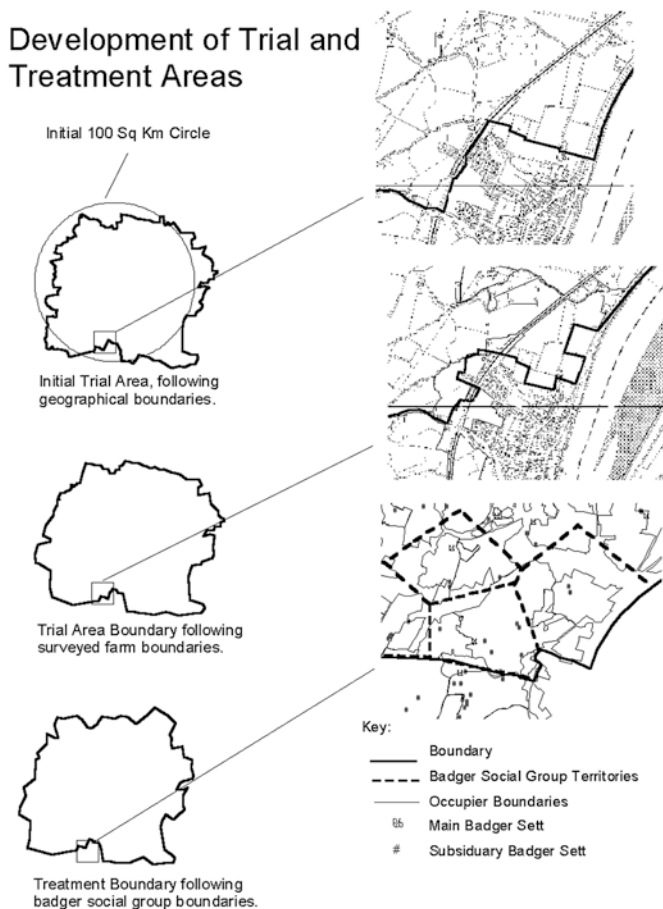 Development of Trial and
Treatment Areas
Initial 100 Sq Km Circle
Initial Trial Area, following
geographical boundaries.
Trial Area Boundary following
surveyed farm boundaries.
Treatment Boundary following
badger social group boundaries.
Key:
Boundary
Badger Social Group Territories
Occupier Boundaries
Main Badger Sett
# Subsiduary Badger Sett